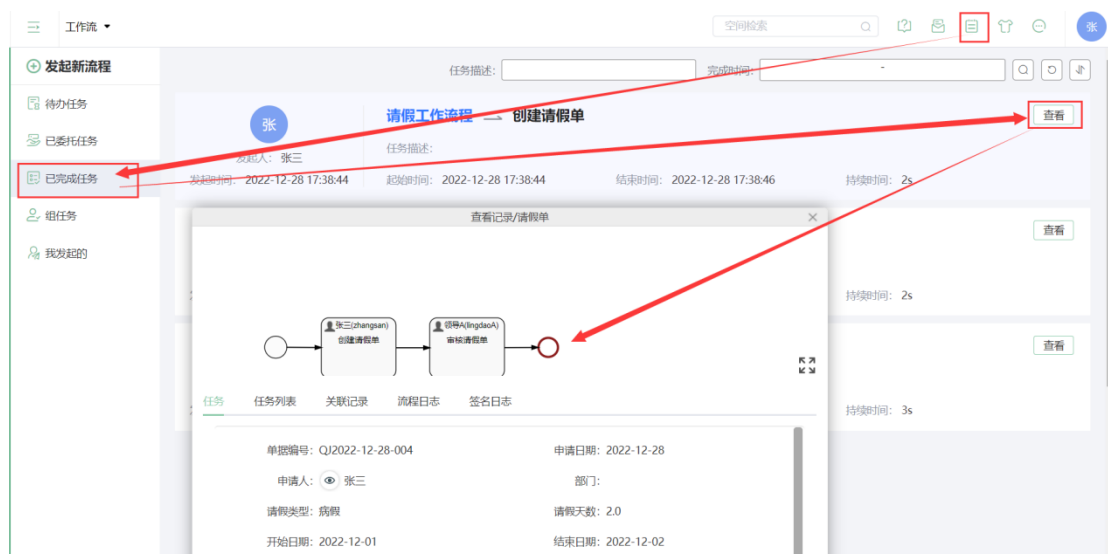 工作流
空间检索
张
发起新流程
待办任务
已委托任务
已完成任务
组任务
我发起的
任务描述:
完成时间: -
张
请假工作流程 创建请假单
查看
任务描述:
发起人: 张三
发起时间: 2022-12-28 17:38:44 起始时间: 2022-12-28 17:38:44 结束时间: 2022-12-28 17:38:46 持续时间: 2s
查看
持续时间: 2s
查看
持续时间: 3s
查看记录/请假单
张三(zhangsan)
创建请假单
领导A(lingdaoA)
审核请假单
任务 任务列表 关联记录 流程日志 签名日志
单据编号: QJ2022-12-28-004 申请日期: 2022-12-28
申请人: 张三 部门:
请假类型: 病假 请假天数: 2.0
开始日期: 2022-12-01 结束日期: 2022-12-02